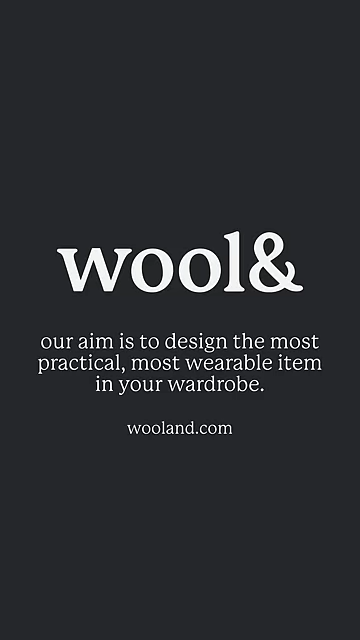 wool&
our aim is to design the most
practical, most wearable item
in your wardrobe.
wooland.com